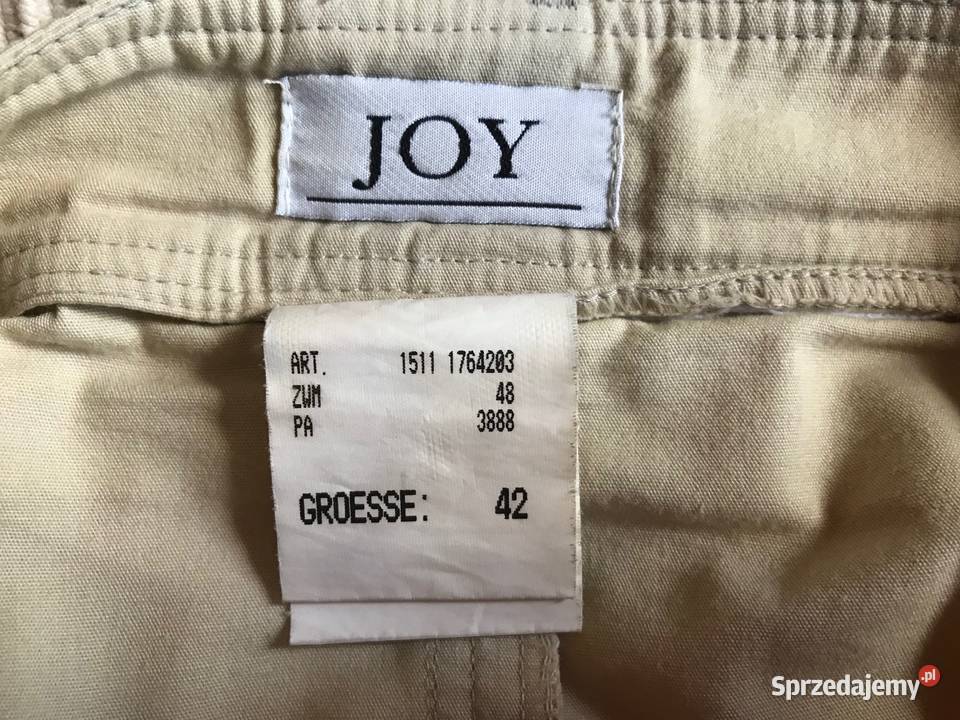 JOY
ART. 1511 1764203
ZWM 48
PA 3888
GROESSE: 42
Sprzedajemy.pl